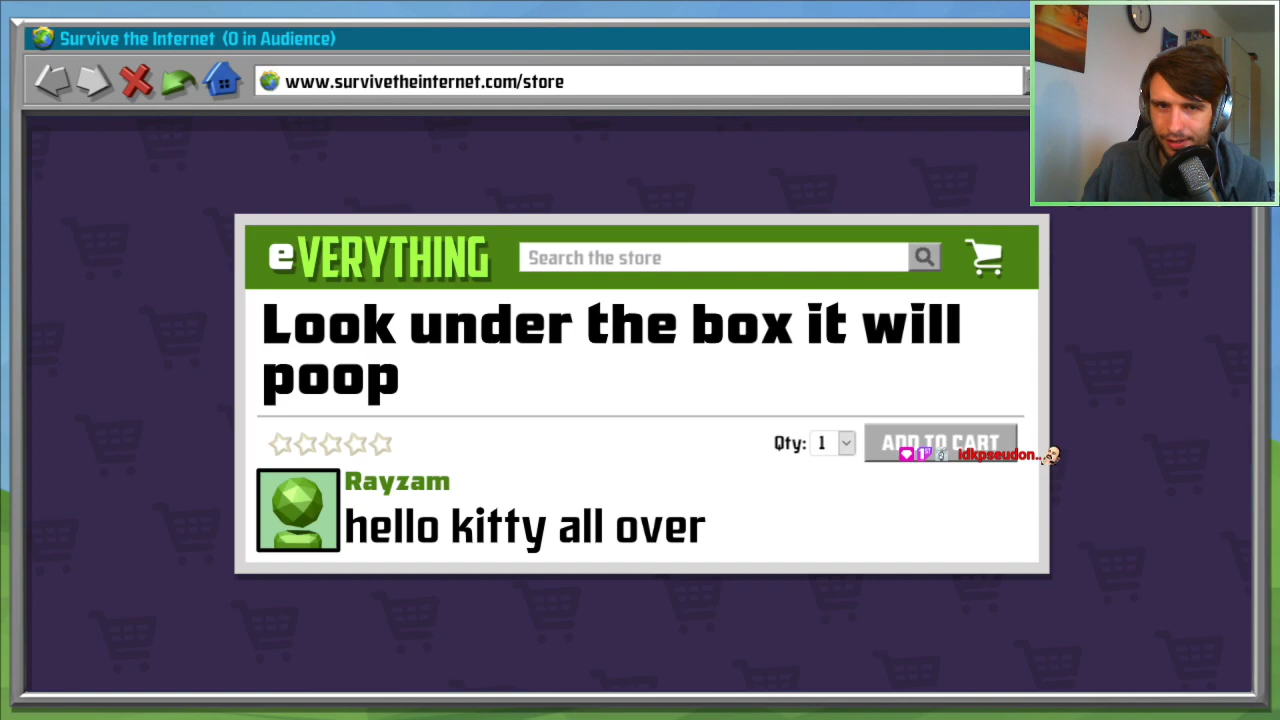 Survive the Internet (0 in Audience)
www.survivetheinternet.com/store
eVERYTHING
Search the store
Look under the box it will
poop
Qty: 1
ADD TO CART
idkpseudon..
Rayzam
hello kitty all over